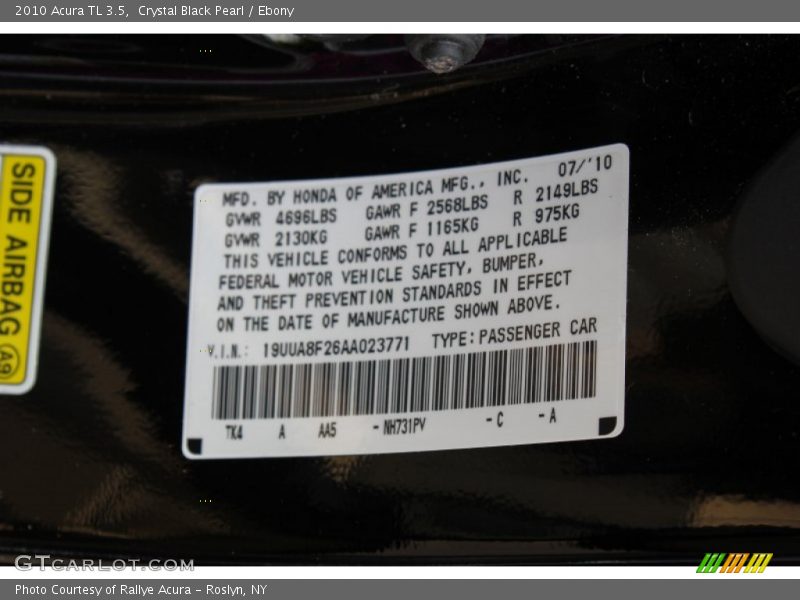 2010 Acura TL 3.5,  Crystal Black Pearl / Ebony
SIDE AIRBAG A9
MFD. BY HONDA OF AMERICA MFG., INC. 07/'10
GVWR 4696LBS GAWR F 2568LBS R 2149LBS
GVWR 2130KG GAWR F 1165KG R 975KG
THIS VEHICLE CONFORMS TO ALL APPLICABLE
FEDERAL MOTOR VEHICLE SAFETY, BUMPER,
AND THEFT PREVENTION STANDARDS IN EFFECT
ON THE DATE OF MANUFACTURE SHOWN ABOVE.
V.I.N.: 19UUA8F26AA023771 TYPE:PASSENGER CAR
TK4 A AA5 -NH731PV -C -A
GTCARLOT.COM
Photo Courtesy of Rallye Acura - Roslyn, NY